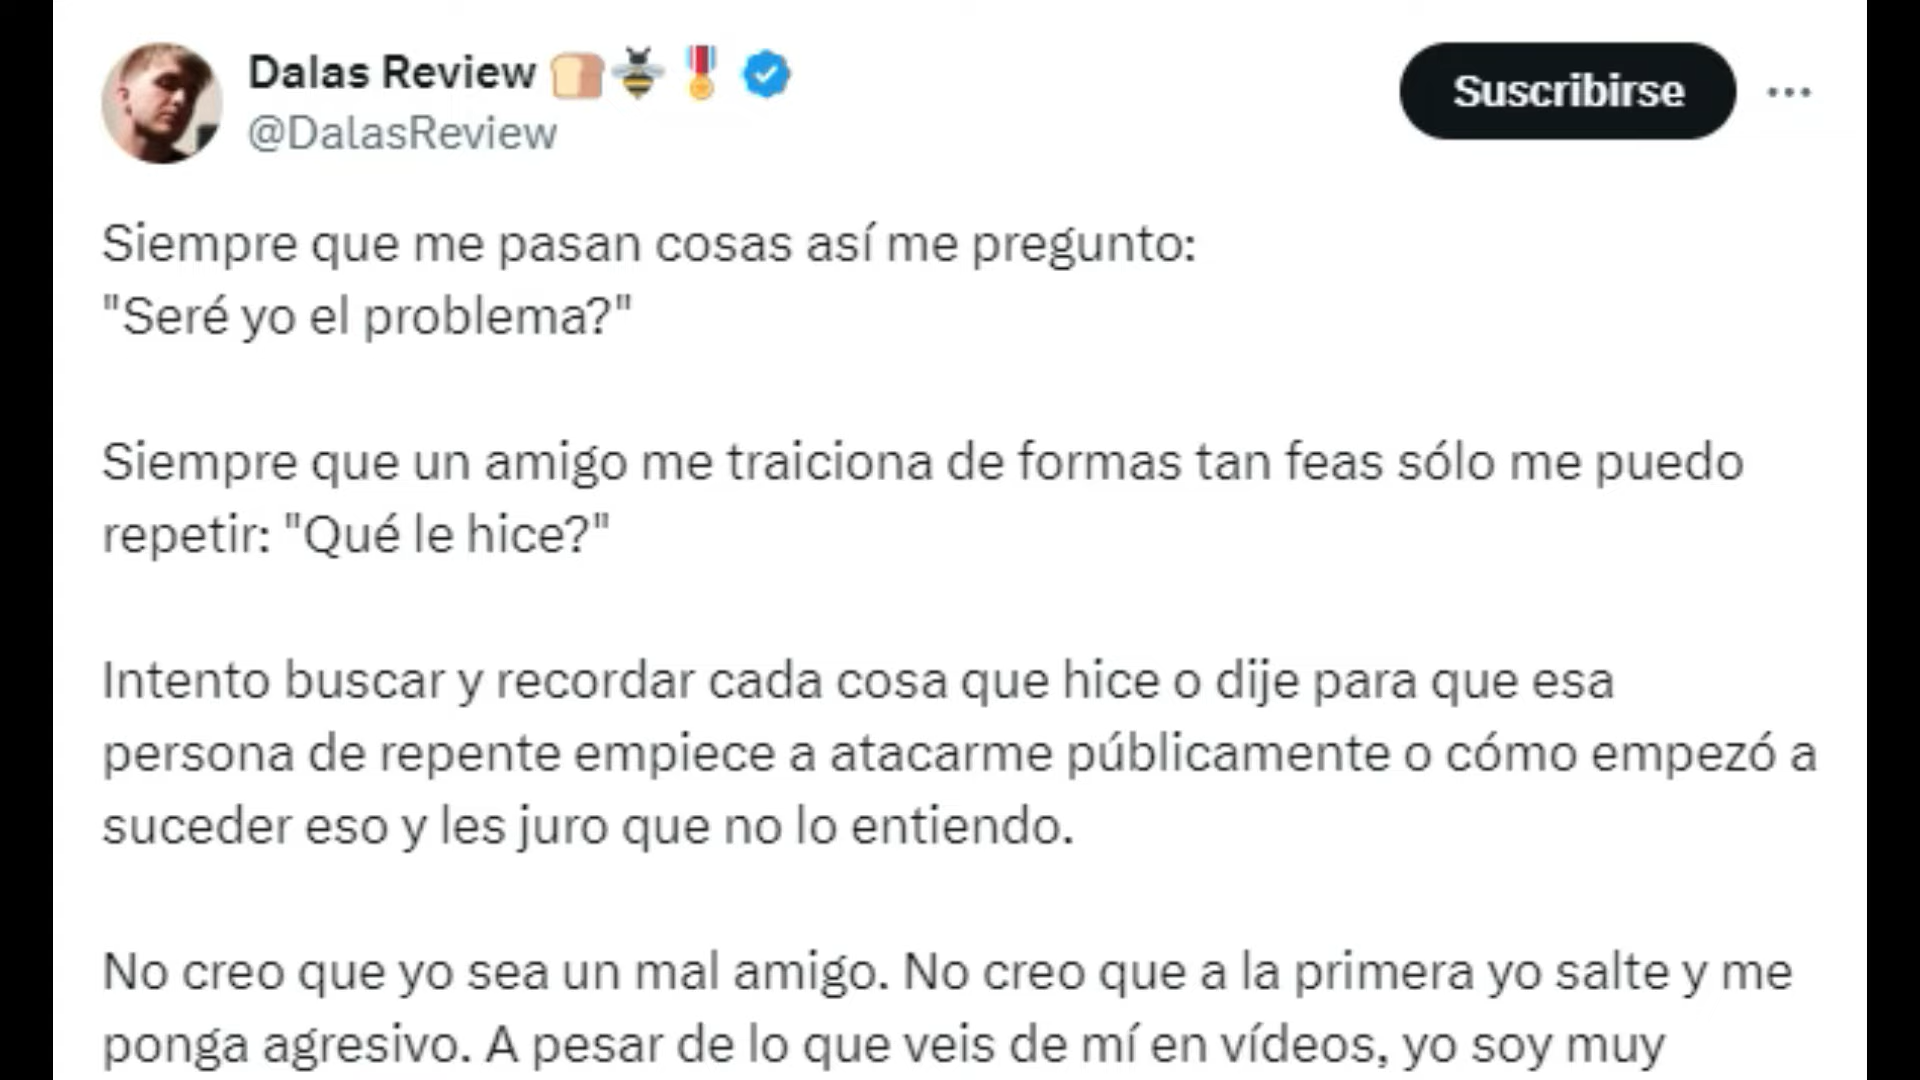 Dalas Review
@DalasReview
Suscribirse
Siempre que me pasan cosas así me pregunto:
"Seré yo el problema?"
Siempre que un amigo me traiciona de formas tan feas sólo me puedo
repetir: "Qué le hice?"
Intento buscar y recordar cada cosa que hice o dije para que esa
persona de repente empiece a atacarme públicamente o cómo empezó a
suceder eso y les juro que no lo entiendo.
No creo que yo sea un mal amigo. No creo que a la primera yo salte y me
ponga agresivo. A pesar de lo que veis de mí en vídeos, yo soy muy